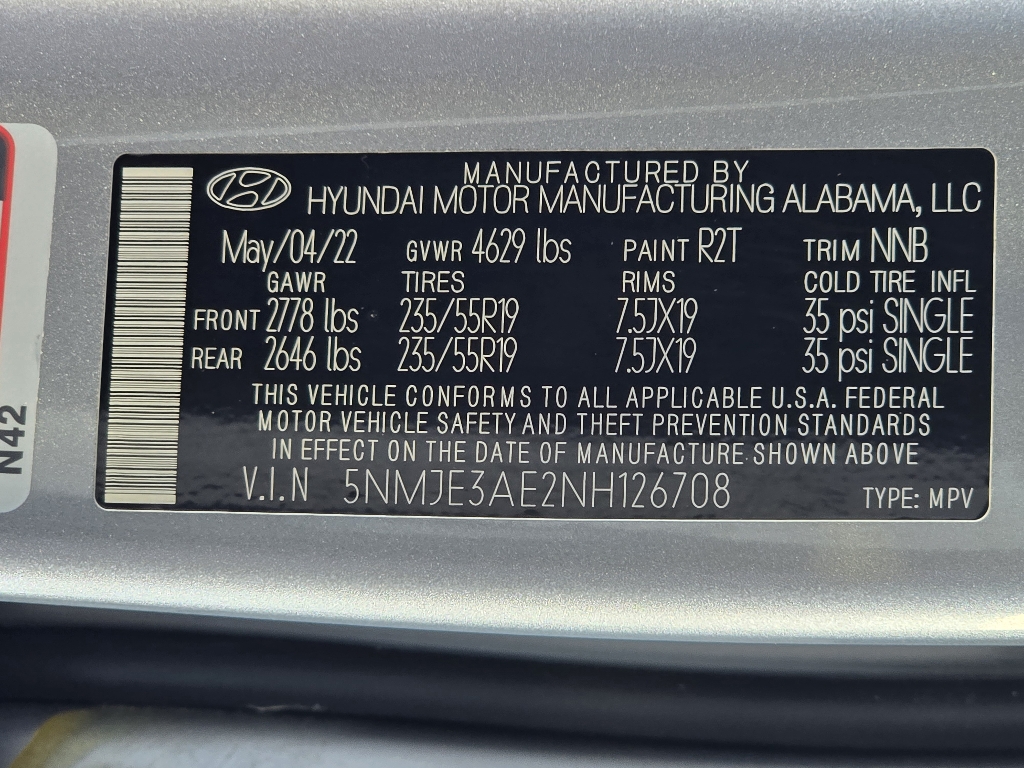 MANUFACTURED BY
HYUNDAI MOTOR MANUFACTURING ALABAMA, LLC
May/04/22 GVWR 4629 lbs PAINT R2T TRIM NNB
GAWR TIRES RIMS COLD TIRE INFL
FRONT 2778 lbs 235/55R19 7.5JX19 35 psi SINGLE
REAR 2646 lbs 235/55R19 7.5JX19 35 psi SINGLE
THIS VEHICLE CONFORMS TO ALL APPLICABLE U.S.A. FEDERAL
MOTOR VEHICLE SAFETY AND THEFT PREVENTION STANDARDS
IN EFFECT ON THE DATE OF MANUFACTURE SHOWN ABOVE
V.I.N 5NMJE3AE2NH126708 TYPE: MPV
N42